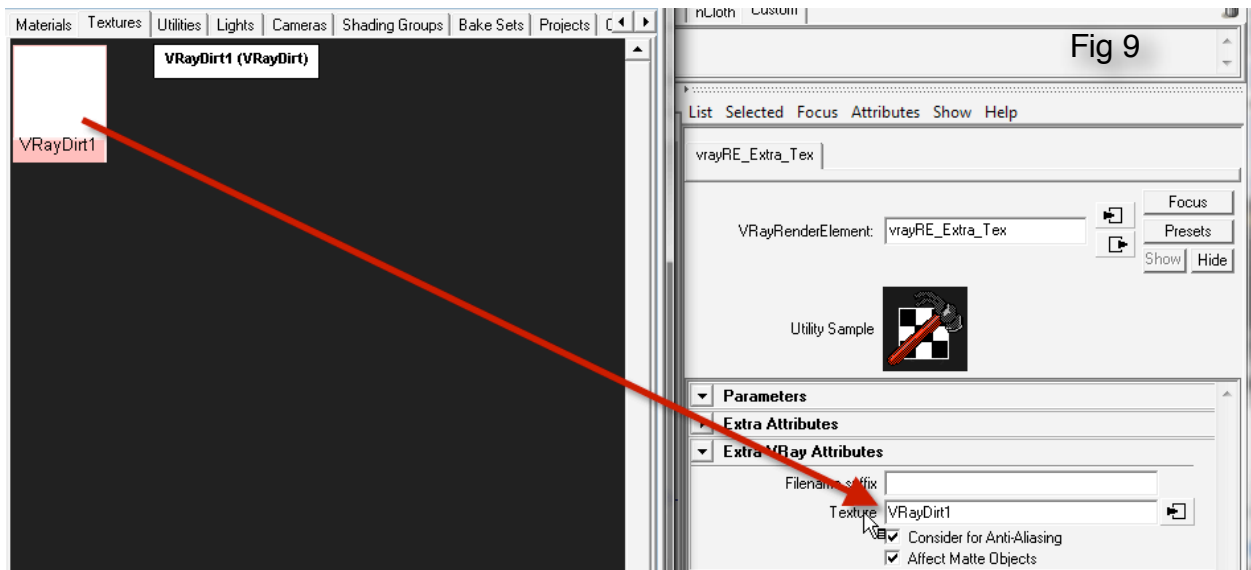 Materials Textures Utilities Lights Cameras Shading Groups Bake Sets Projects
VRayDirt1 (VRayDirt)
VRayDirt1
nCloth Custom
Fig 9
List Selected Focus Attributes Show Help
vrayRE_Extra_Tex
Focus
VRayRenderElement: vrayRE_Extra_Tex
Presets
Show Hide
Utility Sample
Parameters
Extra Attributes
Extra VRay Attributes
Filename suffix
Texture VRayDirt1
Consider for Anti-Aliasing
Affect Matte Objects